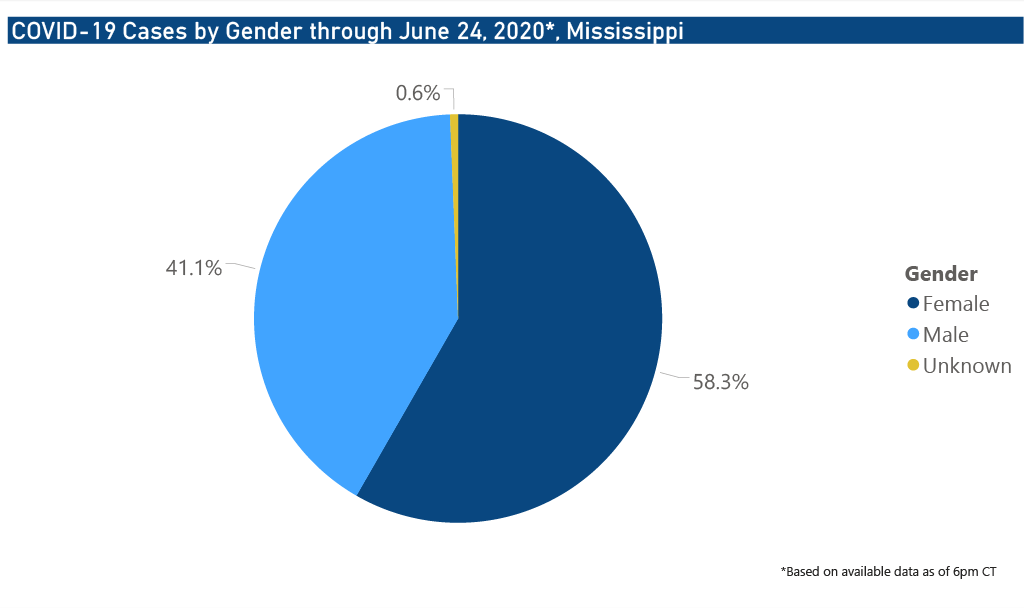 COVID-19 Cases by Gender through June 24, 2020*, Mississippi
0.6%
41.1%
58.3%
Gender
Female
Male
Unknown
*Based on available data as of 6pm CT